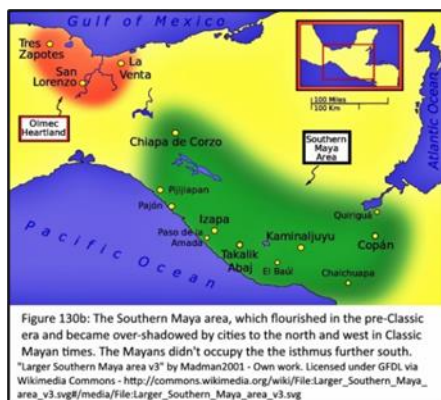 Gulf of Mexico
Tres
Zapotes
La
Venta
San
Lorenzo
Olmec
Heartland
100 Miles
100 Km
Atlantic Ocean
Chiapa de Corzo
Southern
Maya
Area
Pijijiapan
Pajón
Quiriguá
Izapa
Paso de la
Amada
Kaminaljuyu
Copán
Takalik
Abaj
El Baúl
Chalchuapa
Pacific Ocean
Figure 130b: The Southern Maya area, which flourished in the pre-Classic
era and became over-shadowed by cities to the north and west in Classic
Mayan times. The Mayans didn't occupy the the isthmus further south.
"Larger Southern Maya area v3" by Madman2001 - Own work. Licensed under GFDL via
Wikimedia Commons - http://commons.wikimedia.org/wiki/File:Larger_Southern_Maya_
area_v3.svg#/media/File:Larger_Southern_Maya_area_v3.svg